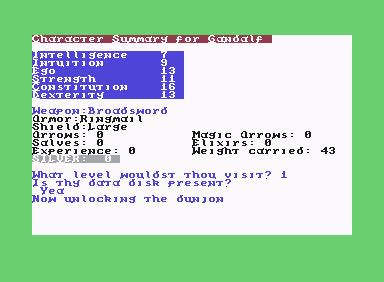 Character Summary for Gandalf
Intelligence 7
Intuition 9
Ego 13
Strength 11
Constitution 16
Dexterity 13
Weapon:Broadsword
Armor:Ringmail
Shield:Large
Arrows: 0 Magic Arrows: 0
Salves: 0 Elixirs: 0
Experience: 0 Weight carried: 43
SILVER: 0
What level wouldst thou visit? 1
Is thy data disk present?
Yea
Now unlocking the dunjon